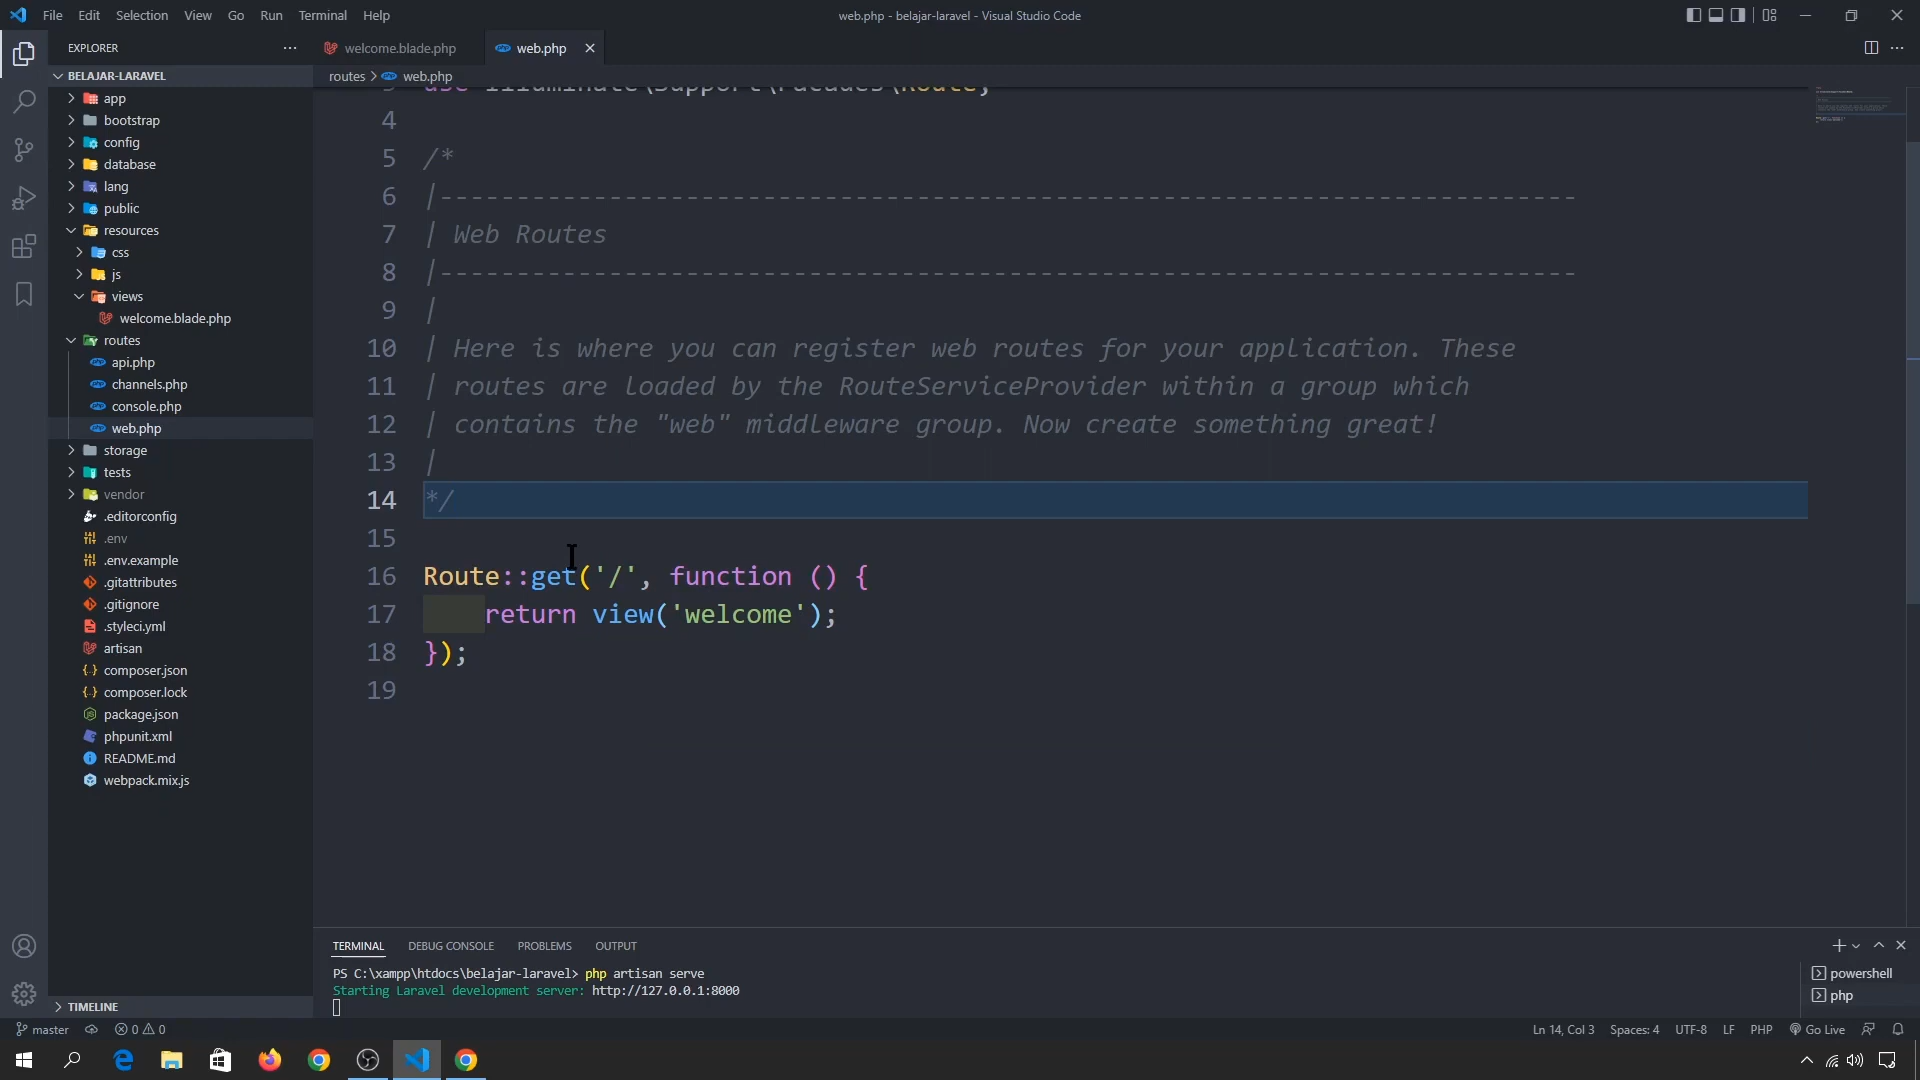 File Edit Selection View Go Run Terminal Help
web.php - belajar-laravel - Visual Studio Code
EXPLORER
BELAJAR-LARAVEL
app
bootstrap
config
database
lang
public
resources
css
js
views
welcome.blade.php
routes
api.php
channels.php
console.php
web.php
storage
tests
vendor
.editorconfig
.env
.env.example
.gitattributes
.gitignore
.styleci.yml
artisan
composer.json
composer.lock
package.json
phpunit.xml
README.md
webpack.mix.js
TIMELINE
welcome.blade.php
web.php
routes > web.php
3 use Illuminate\Support\Facades\Route;
4
5 /*
6 |--------------------------------------------------------------------------
7 | Web Routes
8 |--------------------------------------------------------------------------
9 |
10 | Here is where you can register web routes for your application. These
11 | routes are loaded by the RouteServiceProvider within a group which
12 | contains the "web" middleware group. Now create something great!
13 |
14 */
15
16 Route::get('/', function () {
17     return view('welcome');
18 });
19
TERMINAL DEBUG CONSOLE PROBLEMS OUTPUT
PS C:\xampp\htdocs\belajar-laravel> php artisan serve
Starting Laravel development server: http://127.0.0.1:8000
powershell
php
master 0 0
Ln 14, Col 3 Spaces: 4 UTF-8 LF PHP Go Live